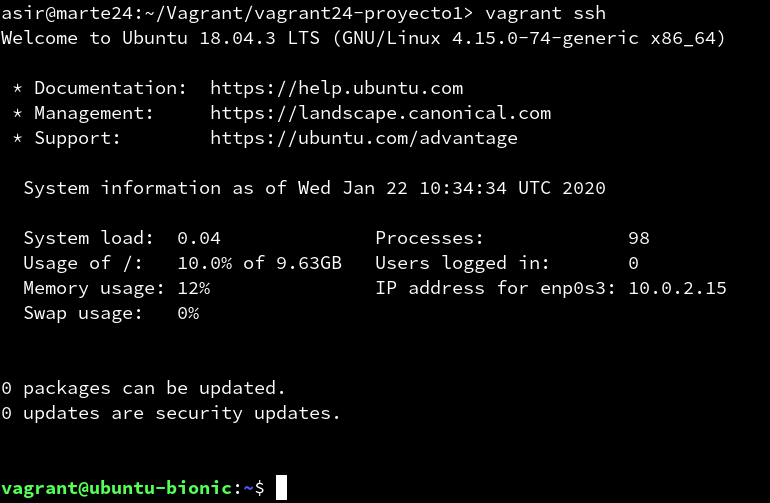 asir@marte24:~/Vagrant/vagrant24-proyecto1> vagrant ssh
Welcome to Ubuntu 18.04.3 LTS (GNU/Linux 4.15.0-74-generic x86_64)
* Documentation:  https://help.ubuntu.com
* Management:     https://landscape.canonical.com
* Support:        https://ubuntu.com/advantage
System information as of Wed Jan 22 10:34:34 UTC 2020
System load:  0.04              Processes:             98
Usage of /:   10.0% of 9.63GB   Users logged in:       0
Memory usage: 12%               IP address for enp0s3: 10.0.2.15
Swap usage:   0%
0 packages can be updated.
0 updates are security updates.
vagrant@ubuntu-bionic:~$